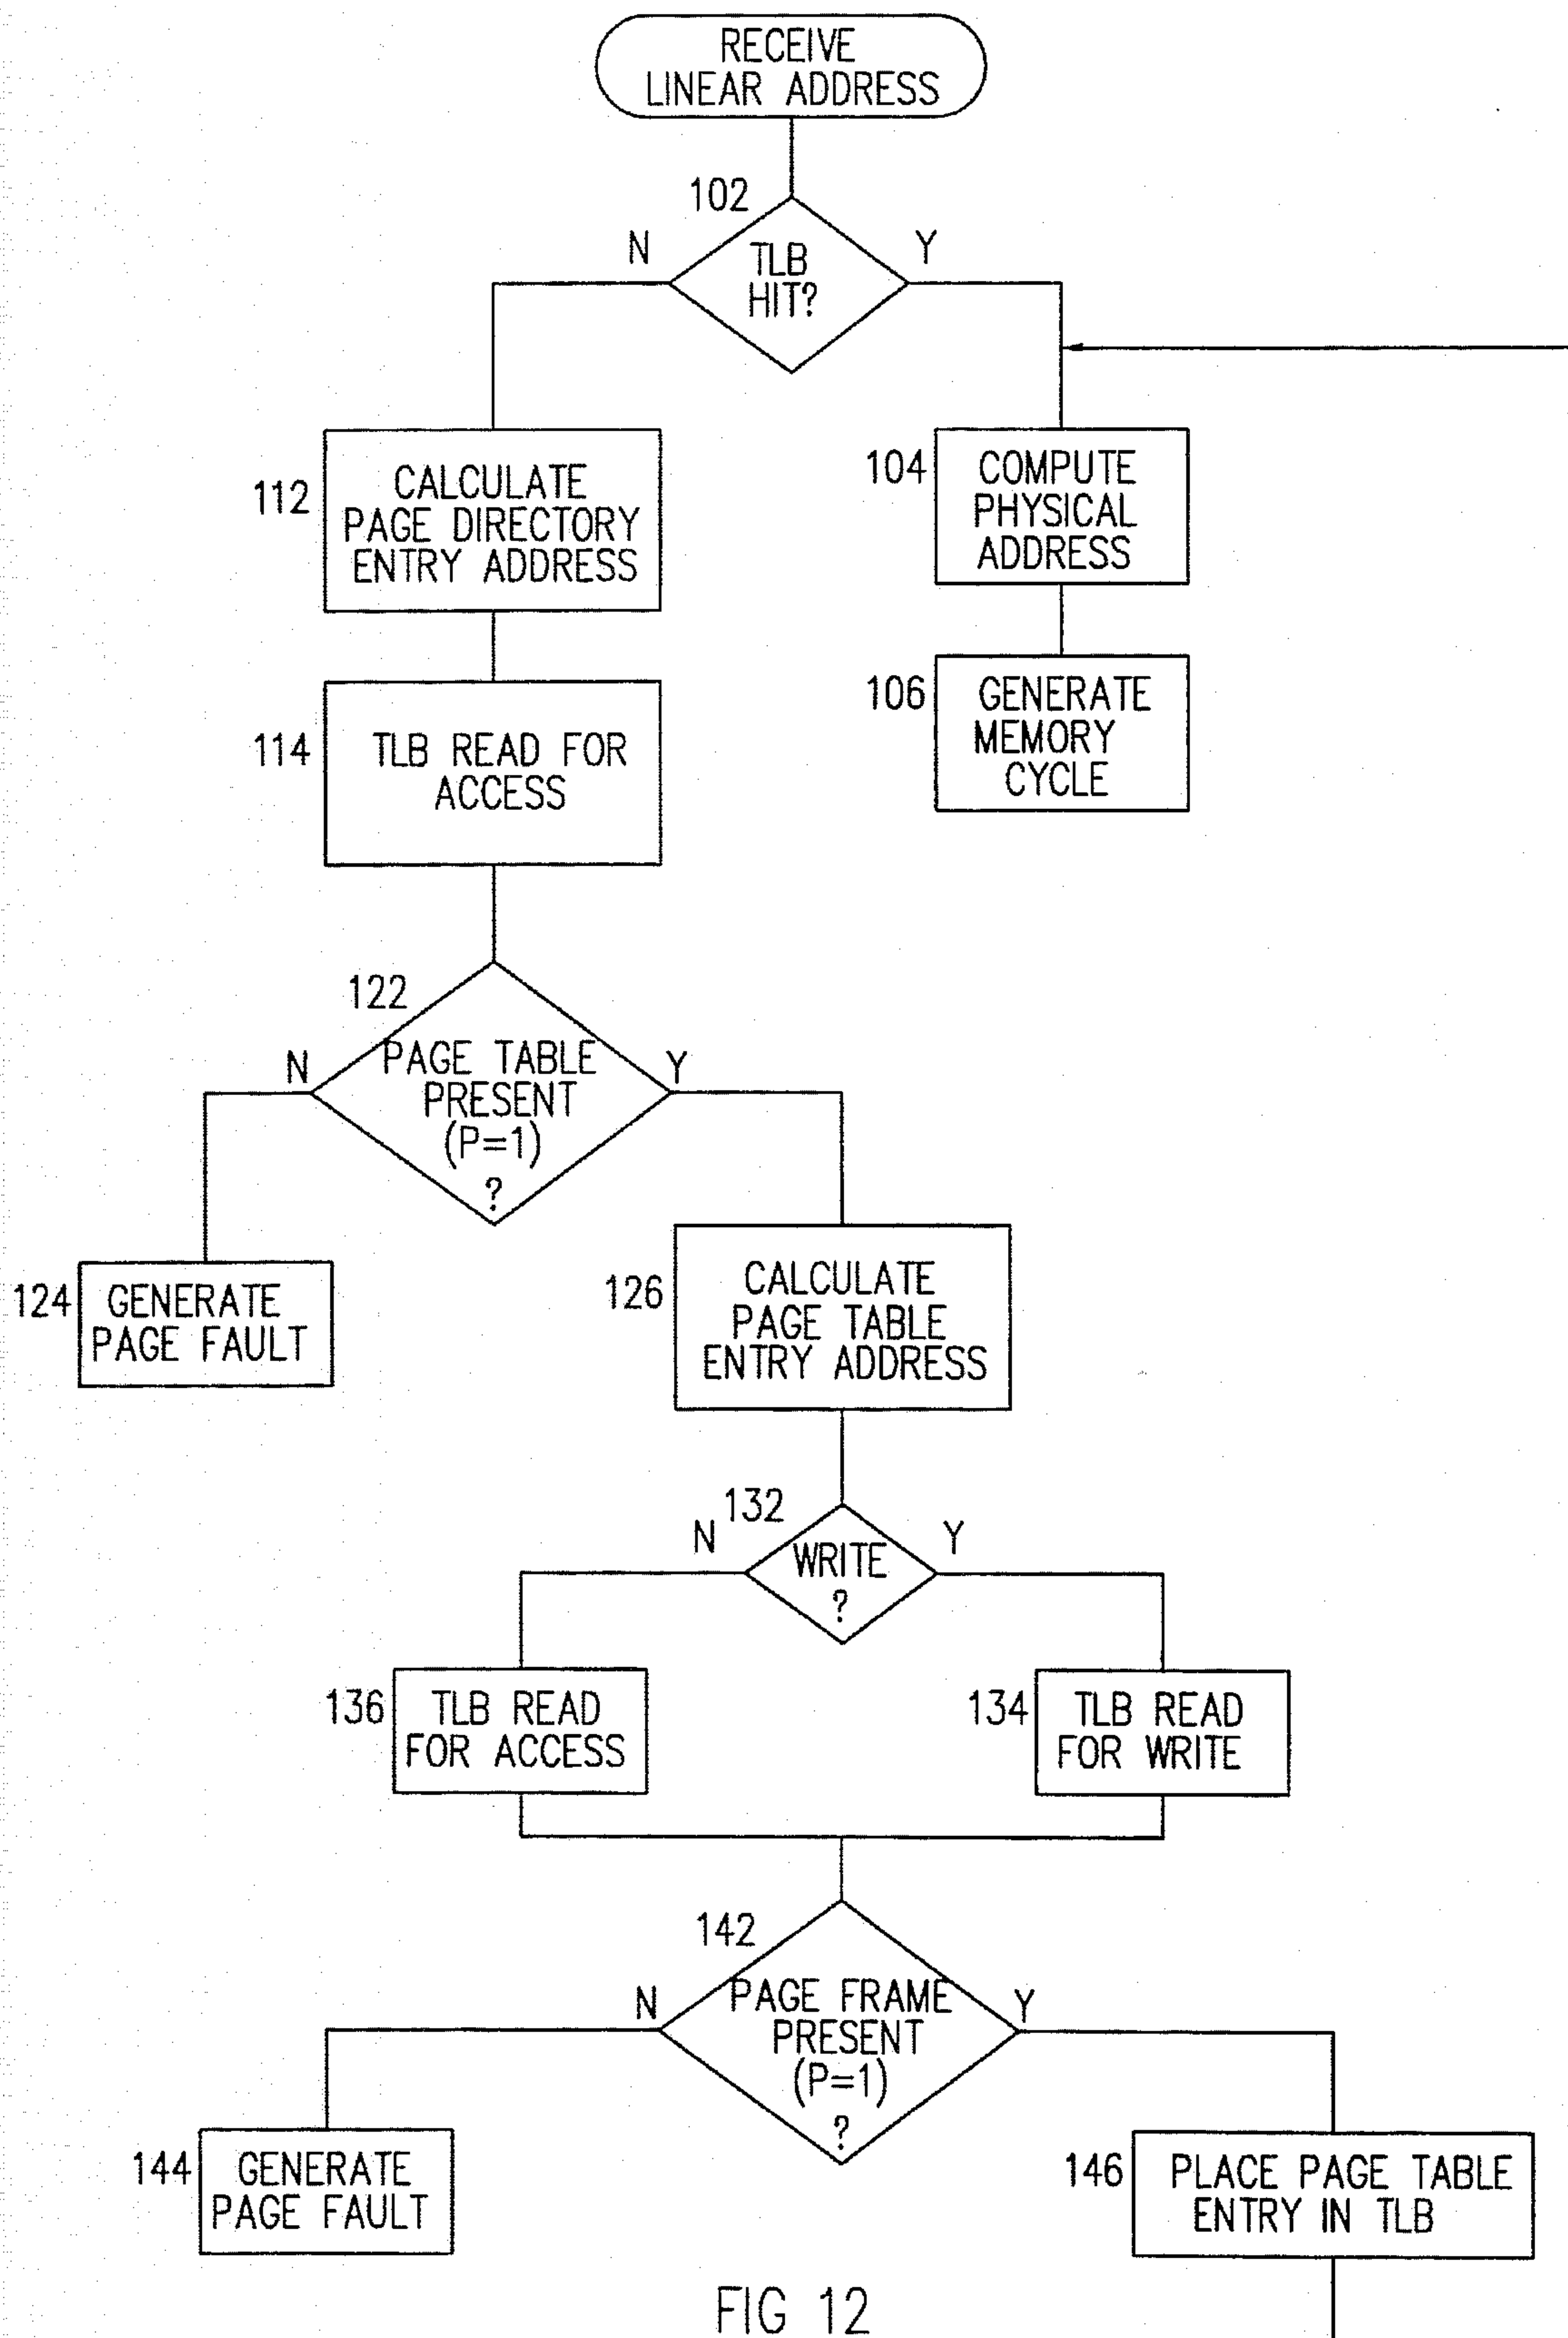 RECEIVE
LINEAR ADDRESS
102
N
Y
TLB
HIT?
112
CALCULATE
PAGE DIRECTORY
ENTRY ADDRESS
104
COMPUTE
PHYSICAL
ADDRESS
114
TLB READ FOR
ACCESS
106
GENERATE
MEMORY
CYCLE
122
N
Y
PAGE TABLE
PRESENT
(P=1)
?
124
GENERATE
PAGE FAULT
126
CALCULATE
PAGE TABLE
ENTRY ADDRESS
132
N
Y
WRITE
?
136
TLB READ
FOR ACCESS
134
TLB READ
FOR WRITE
142
N
Y
PAGE FRAME
PRESENT
(P=1)
?
144
GENERATE
PAGE FAULT
146
PLACE PAGE TABLE
ENTRY IN TLB
FIG 12